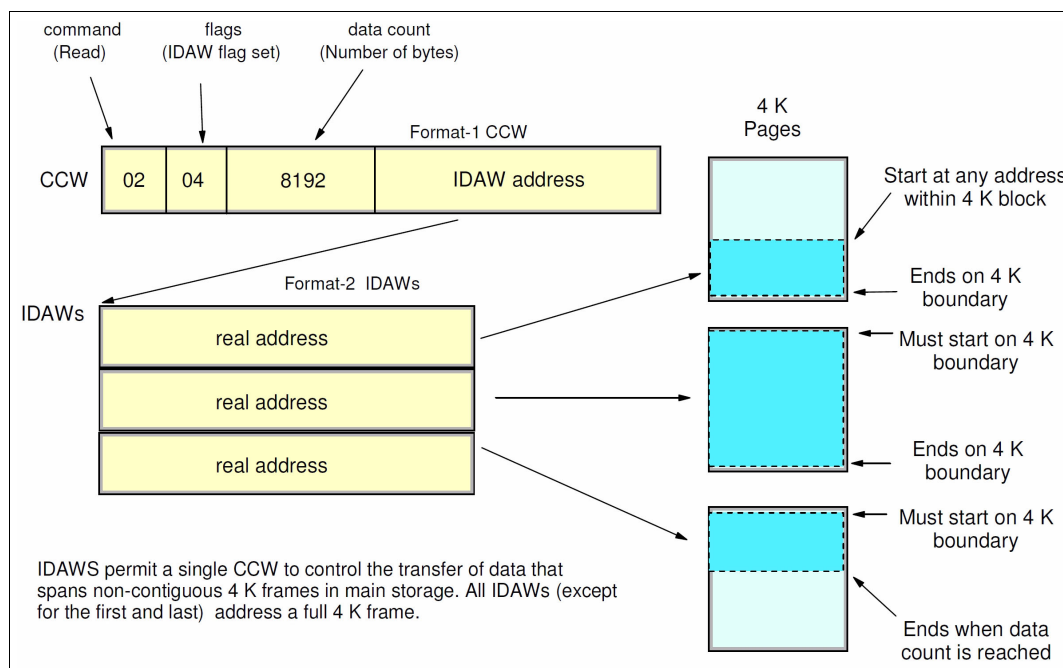 command
(Read)
flags
(IDAW flag set)
data count
(Number of bytes)
Format-1 CCW
CCW
02
04
8192
IDAW address
4 K
Pages
Start at any address
within 4 K block
Ends on 4 K
boundary
Format-2 IDAWs
IDAWs
real address
real address
real address
Must start on 4 K
boundary
Ends on 4 K
boundary
Must start on 4 K
boundary
Ends when data
count is reached
IDAWS permit a single CCW to control the transfer of data that
spans non-contiguous 4 K frames in main storage. All IDAWs (except
for the first and last) address a full 4 K frame.